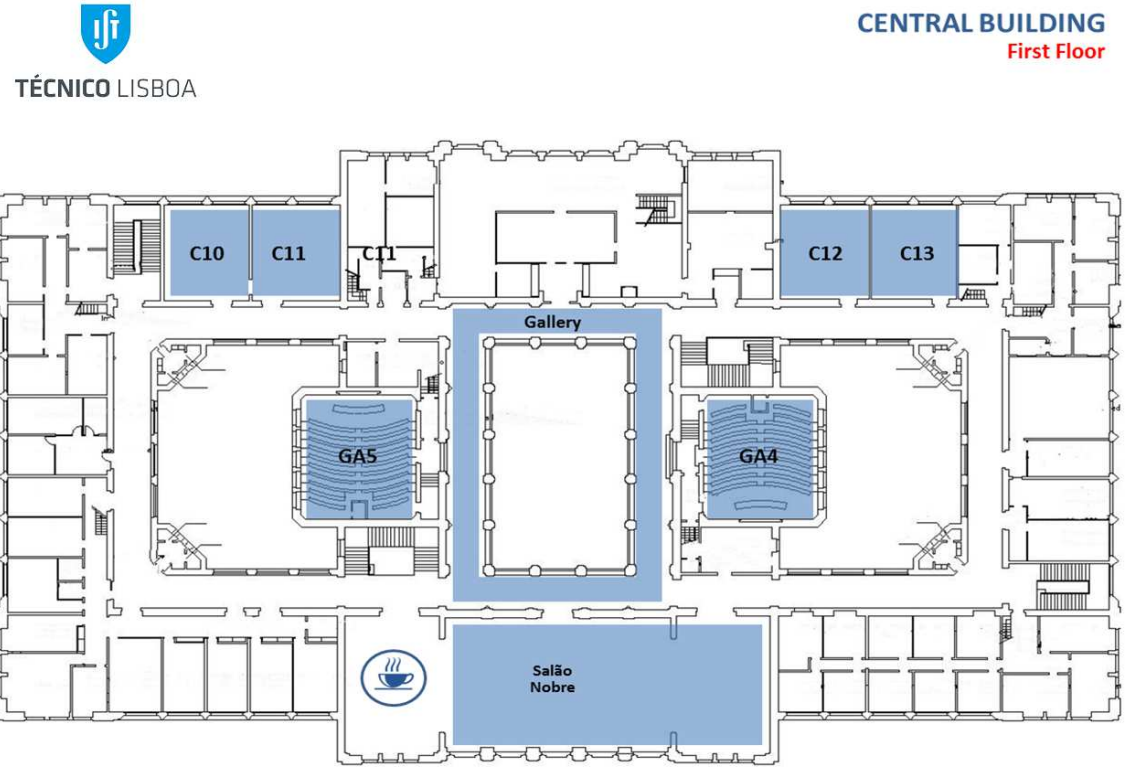 CENTRAL BUILDING
First Floor
TÉCNICO LISBOA
C10
C11
C11
C12
C13
Gallery
GA5
GA4
Salão
Nobre